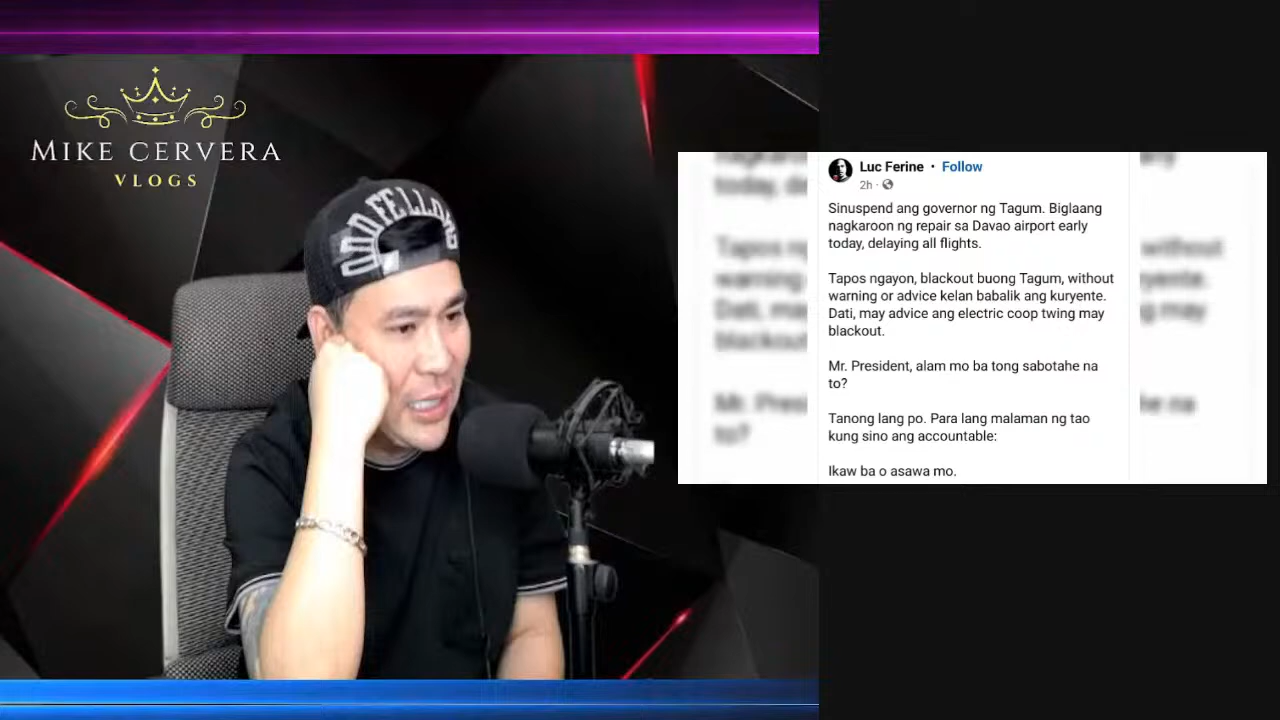 MIKE CERVERA
VLOGS
ODD FELLOWS
Luc Ferine • Follow
2h ·
Sinuspend ang governor ng Tagum. Biglaang
nagkaroon ng repair sa Davao airport early
today, delaying all flights.
Tapos ngayon, blackout buong Tagum, without
warning or advice kelan babalik ang kuryente.
Dati, may advice ang electric coop twing may
blackout.
Mr. President, alam mo ba tong sabotahe na
to?
Tanong lang po. Para lang malaman ng tao
kung sino ang accountable:
Ikaw ba o asawa mo.